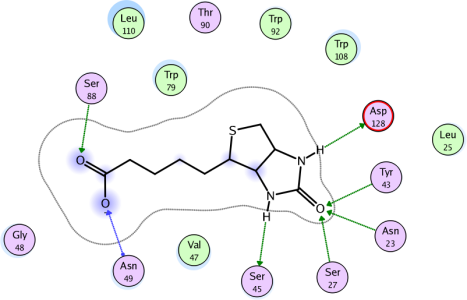 Leu
110
Thr
90
Trp
92
Trp
108
Trp
79
Ser
88
Asp
128
Leu
25
S
N
H
O
Tyr
43
N
O
O
H
Asn
23
Gly
48
Val
47
Asn
49
Ser
45
Ser
27